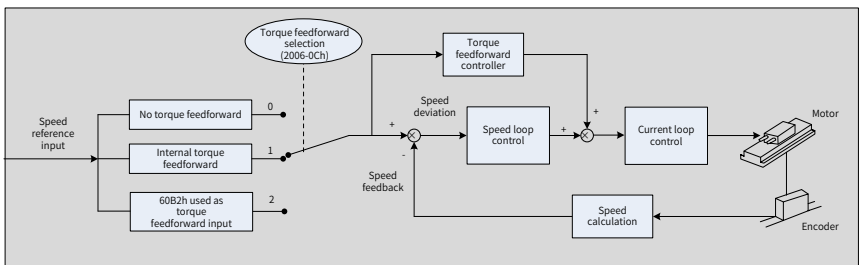 Torque feedforward
selection
(2006-0Ch)
Torque
feedforward
controller
Speed
reference
input
No torque feedforward
0
Internal torque
feedforward
1
60B2h used as
torque
feedforward input
2
+
Speed
deviation
-
Speed
feedback
Speed loop
control
+
+
Current loop
control
Motor
Speed
calculation
Encoder